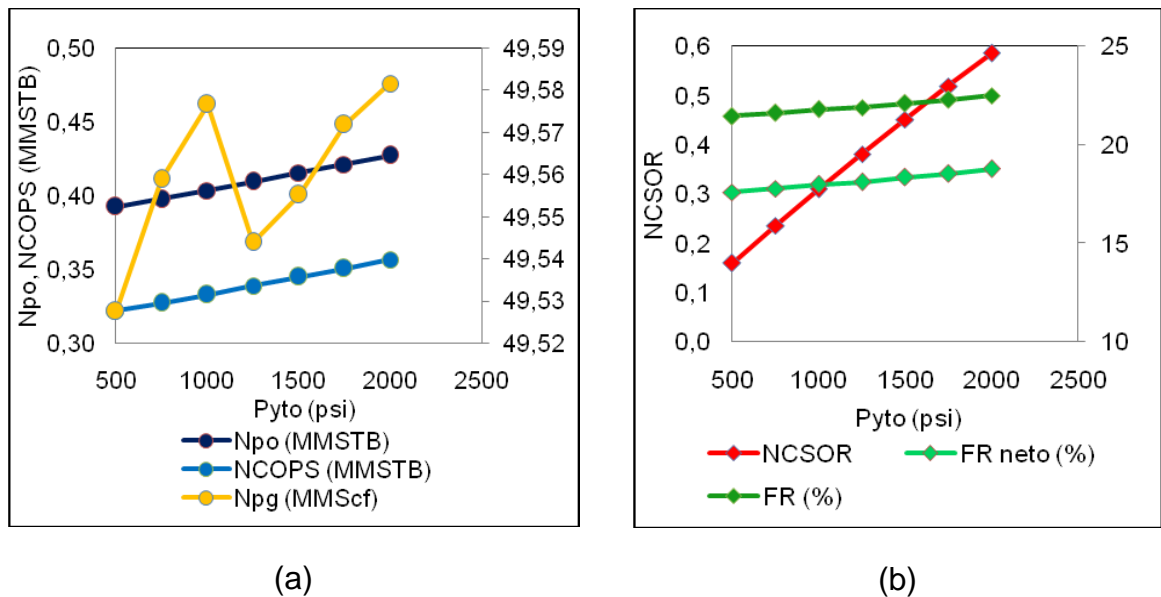 Npo, NCOPS (MMSTB)
0,50
0,45
0,40
0,35
0,30
49,59
49,58
49,57
49,56
49,55
49,54
49,53
49,52
500 1000 1500 2000 2500
Pyto (psi)
Npo (MMSTB)
NCOPS (MMSTB)
Npg (MMScf)
(a)
NCSOR
0,6
0,5
0,4
0,3
0,2
0,1
0,0
25
20
15
10
500 1000 1500 2000 2500
Pyto (psi)
NCSOR FR neto (%)
FR (%)
(b)